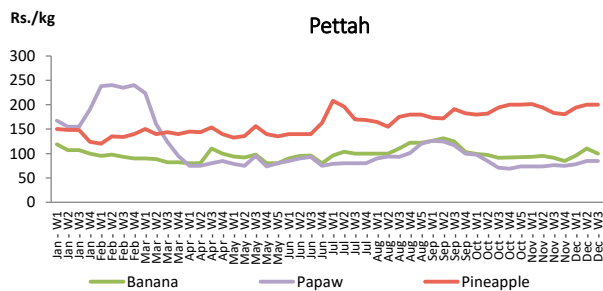 Rs./kg
Pettah
300
250
200
150
100
50
0
Jan - W1
Jan - W2
Jan - W3
Jan - W4
Feb - W1
Feb - W2
Feb - W3
Feb - W4
Mar - W1
Mar - W2
Mar - W3
Mar - W4
Apr - W1
Apr - W2
Apr - W3
Apr - W4
May - W1
May - W2
May - W3
May - W4
May - W5
Jun - W1
Jun - W2
Jun - W3
Jun - W4
Jul - W1
Jul - W2
Jul - W3
Jul - W4
Aug - W1
Aug - W2
Aug - W3
Aug - W4
Aug - W5
Sep - W1
Sep - W2
Sep - W3
Sep - W4
Oct - W1
Oct - W2
Oct - W3
Oct - W4
Oct - W5
Nov - W1
Nov - W2
Nov - W3
Nov - W4
Dec - W1
Dec - W2
Dec - W3
Banana
Papaw
Pineapple